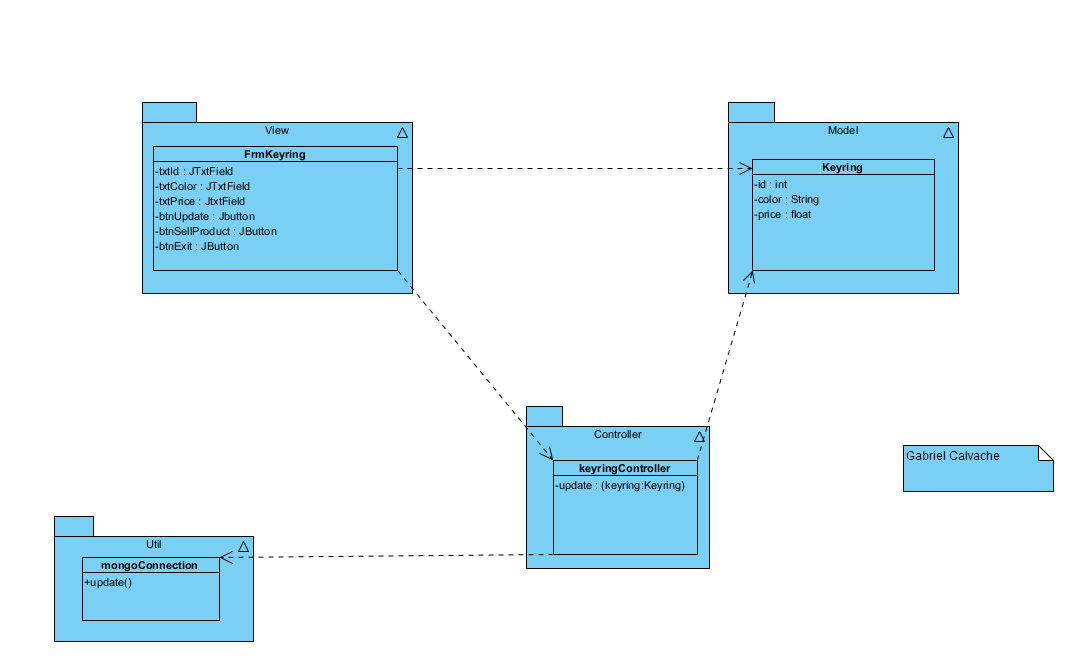 View
FrmKeyring
-txtId : JTxtField
-txtColor : JTxtField
-txtPrice : JtxtField
-btnUpdate : Jbutton
-btnSellProduct : JButton
-btnExit : JButton
Model
Keyring
-id : int
-color : String
-price : float
Controller
keyringController
-update : (keyring:Keyring)
Gabriel Calvache
Util
mongoConnection
+update()